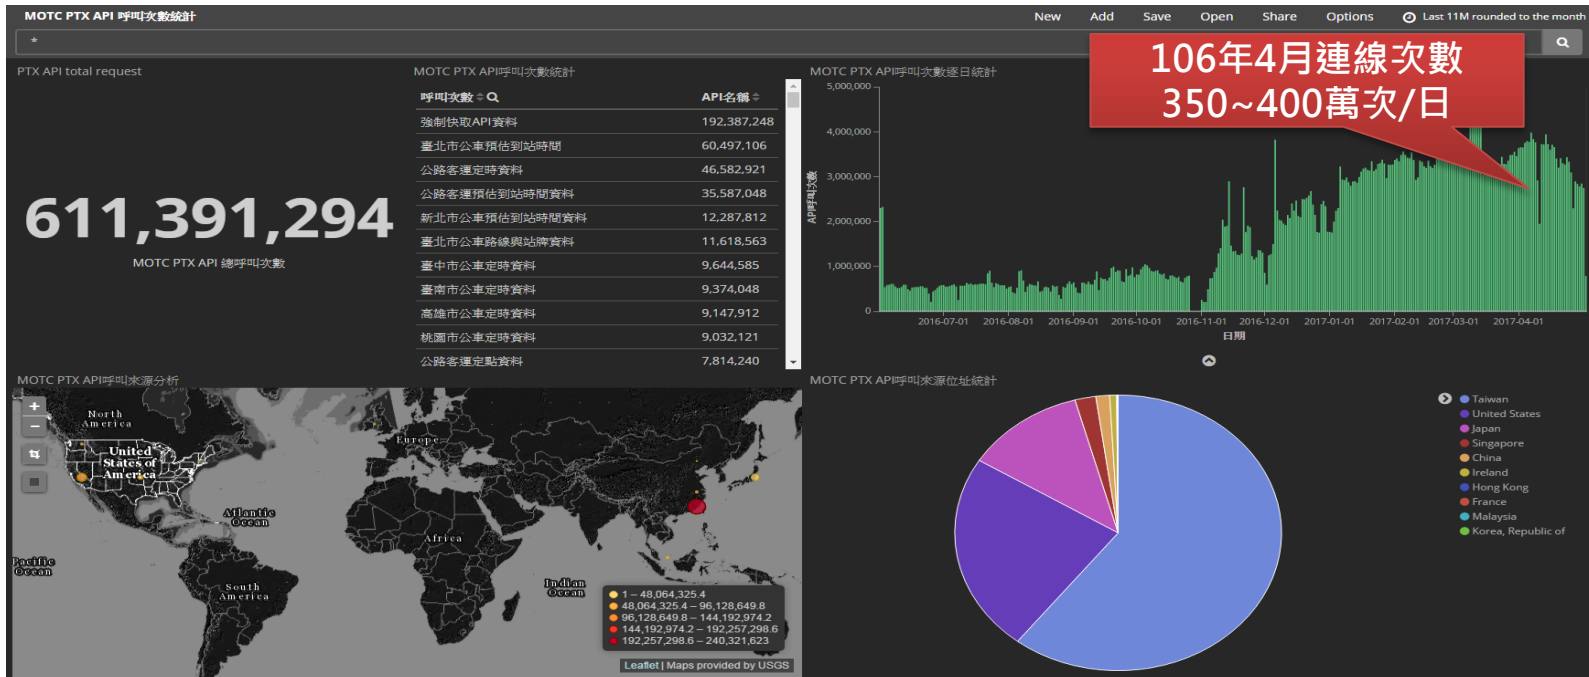 MOTC PTX API 呼叫次數統計
New Add Save Open Share Options Last 11M rounded to the month
*
106年4月連線次數
350~400萬次/日
PTX API total request
611,391,294
MOTC PTX API 總呼叫次數
MOTC PTX API呼叫次數統計
呼叫次數 API名稱
強制快取API資料 192,387,248
臺北市公車預估到站時間 60,497,106
公路客運定時資料 46,582,921
公路客運預估到站時間資料 35,587,048
新北市公車預估到站時間資料 12,287,812
臺北市公車路線與站牌資料 11,618,563
臺中市公車定時資料 9,644,585
臺南市公車定時資料 9,374,048
高雄市公車定時資料 9,147,912
桃園市公車定時資料 9,032,121
公路客運定點資料 7,814,240
MOTC PTX API呼叫次數逐日統計
5,000,000
4,000,000
3,000,000
2,000,000
1,000,000
0
API呼叫次數
2016-07-01 2016-08-01 2016-09-01 2016-10-01 2016-11-01 2016-12-01 2017-01-01 2017-02-01 2017-03-01 2017-04-01
日期
MOTC PTX API呼叫來源分析
+
−
North
America
United
States of
America
Europe
Atlantic
Ocean
Africa
Pacific
Ocean
South
America
Indian
Ocean
1 – 48,064,325.4
48,064,325.4 – 96,128,649.8
96,128,649.8 – 144,192,974.2
144,192,974.2 – 192,257,298.6
192,257,298.6 – 240,321,623
Leaflet | Maps provided by USGS
MOTC PTX API呼叫來源位址統計
Taiwan
United States
Japan
Singapore
China
Ireland
Hong Kong
France
Malaysia
Korea, Republic of